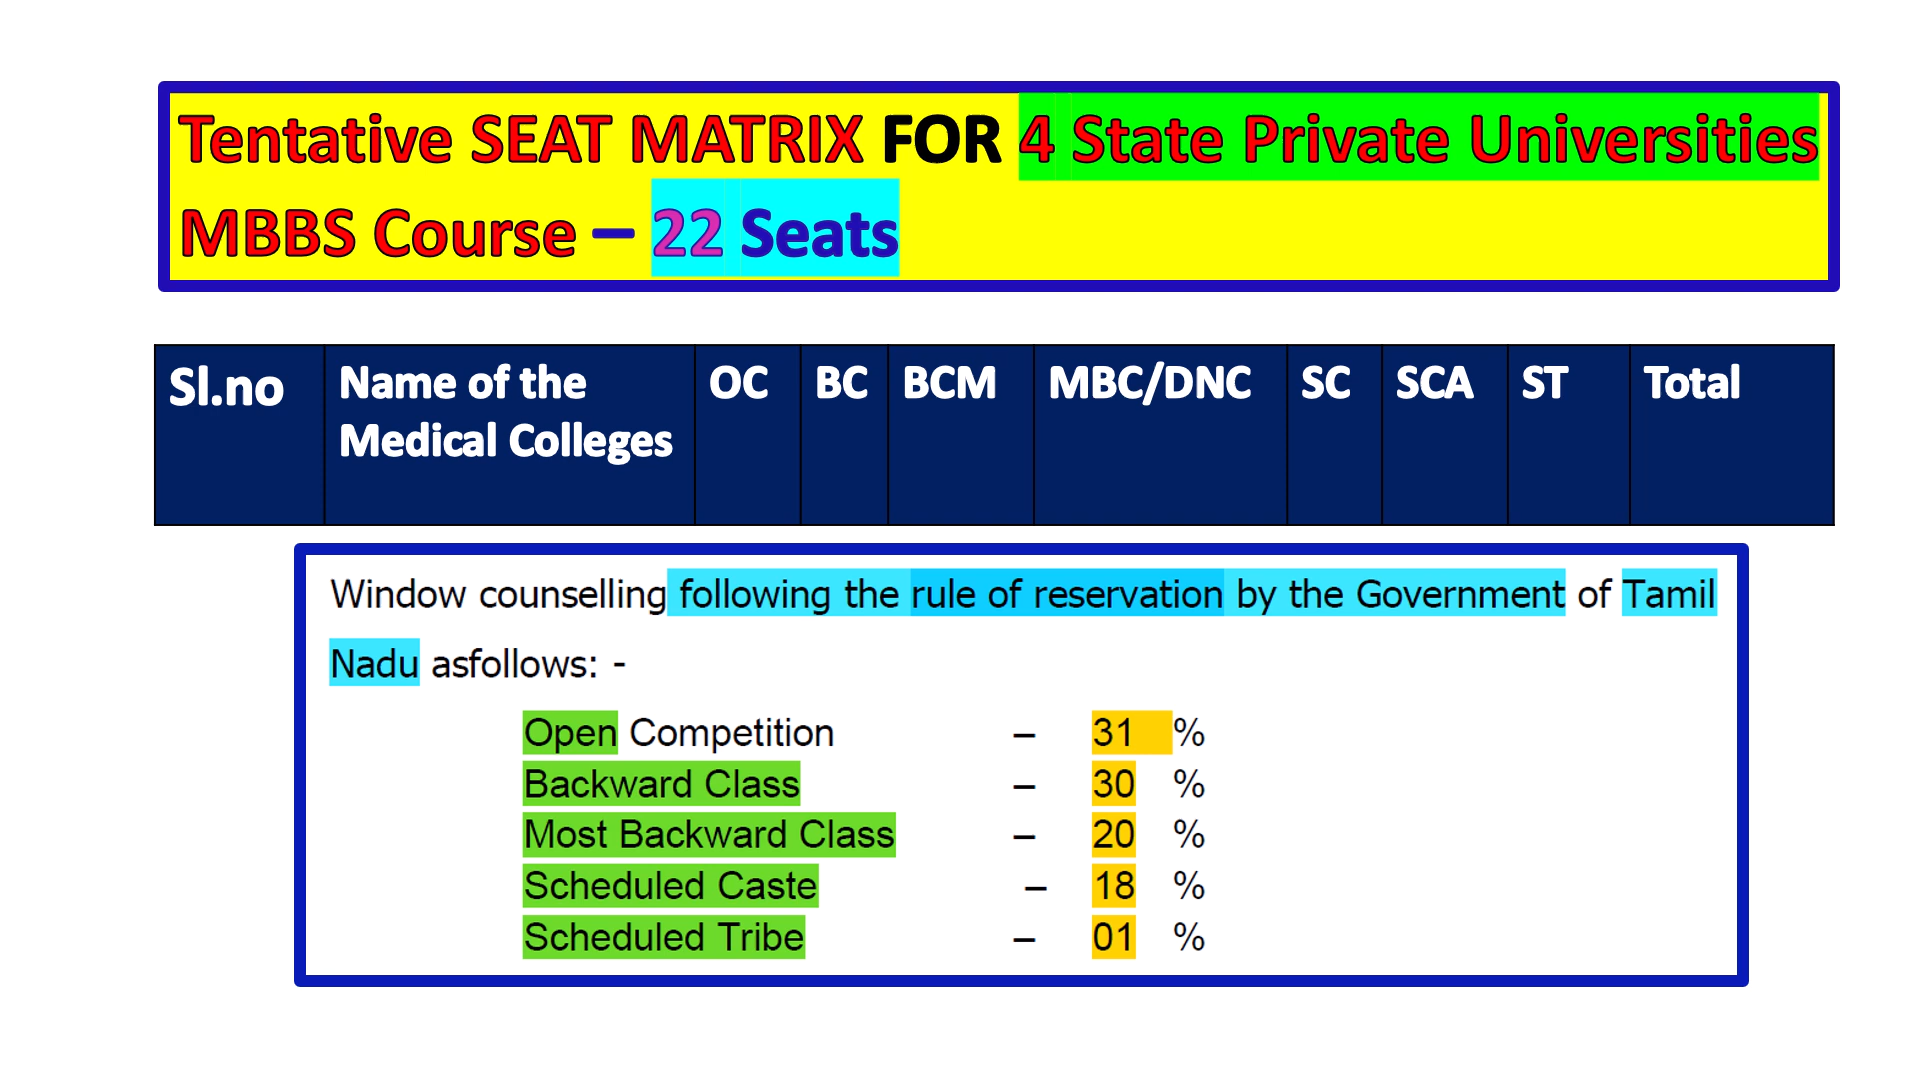 Tentative SEAT MATRIX FOR 4 State Private Universities
MBBS Course – 22 Seats
Sl.no Name of the Medical Colleges OC BC BCM MBC/DNC SC SCA ST Total
Window counselling following the rule of reservation by the Government of Tamil
Nadu asfollows: -
Open Competition – 31 %
Backward Class – 30 %
Most Backward Class – 20 %
Scheduled Caste – 18 %
Scheduled Tribe – 01 %